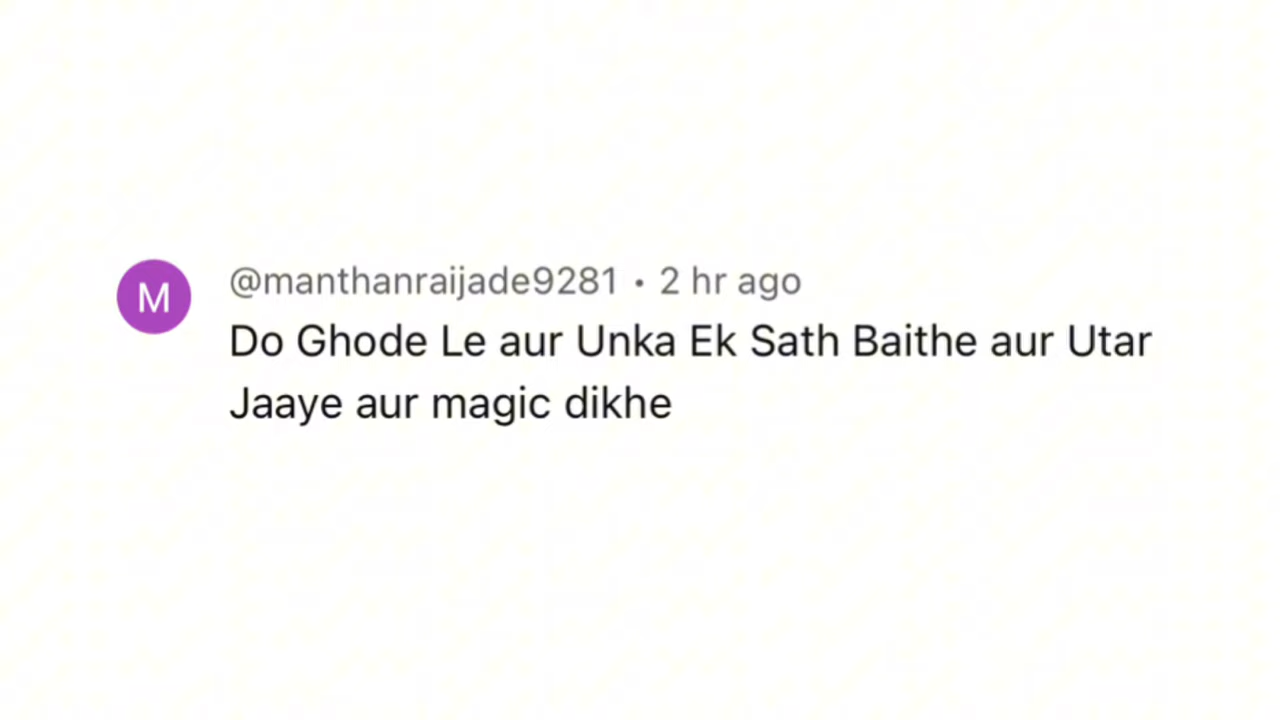 M
@manthanraijade9281 • 2 hr ago
Do Ghode Le aur Unka Ek Sath Baithe aur Utar
Jaaye aur magic dikhe